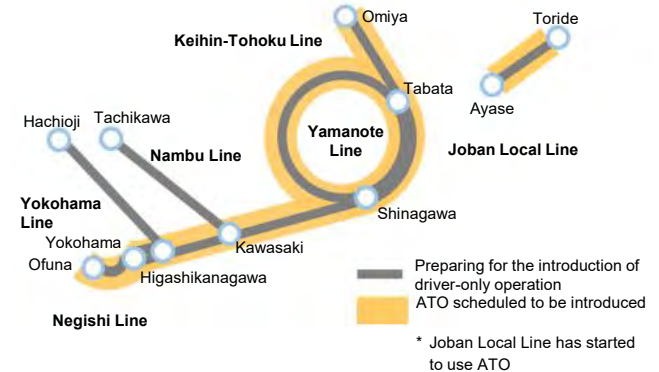 Omiya
Toride
Keihin-Tohoku Line
Tabata
Ayase
Hachioji
Tachikawa
Yamanote
Line
Nambu Line
Joban Local Line
Yokohama
Line
Shinagawa
Yokohama
Kawasaki
Ofuna
Higashikanagawa
Negishi Line
Preparing for the introduction of
driver-only operation
ATO scheduled to be introduced
* Joban Local Line has started
to use ATO